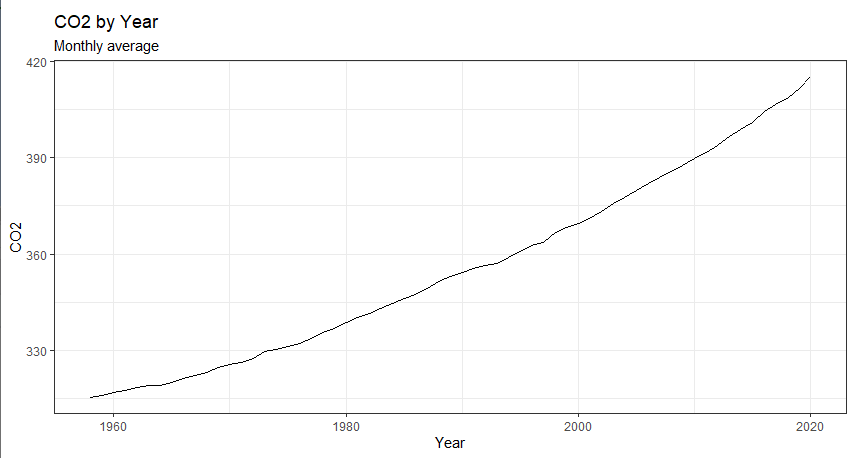 CO2 by Year
Monthly average
420
390
360
330
CO2
1960 1980 2000 2020
Year